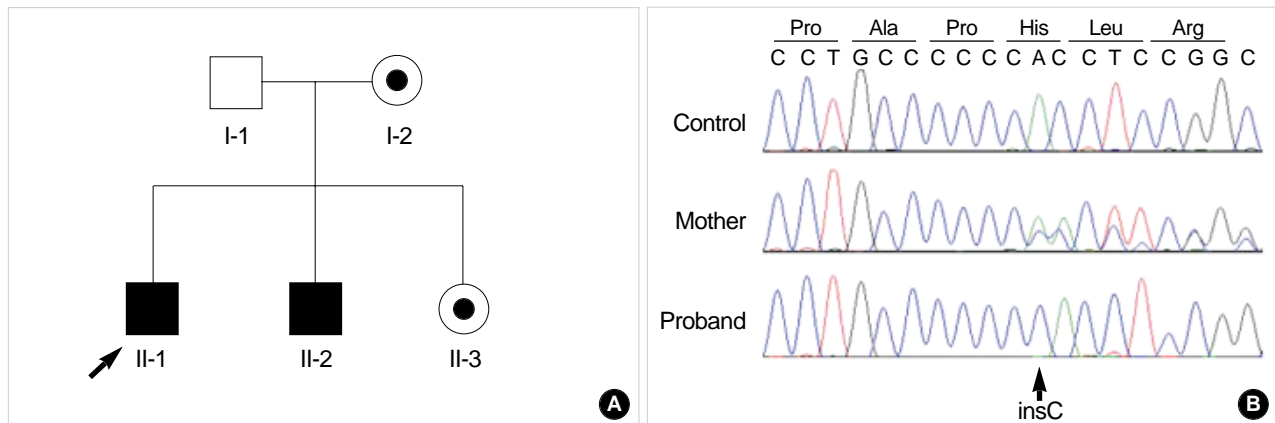 I-1
I-2
II-1
II-2
II-3
A
Pro Ala Pro His Leu Arg
C C T G C C C C C C A C C T C C G G C
Control
Mother
Proband
insC
B